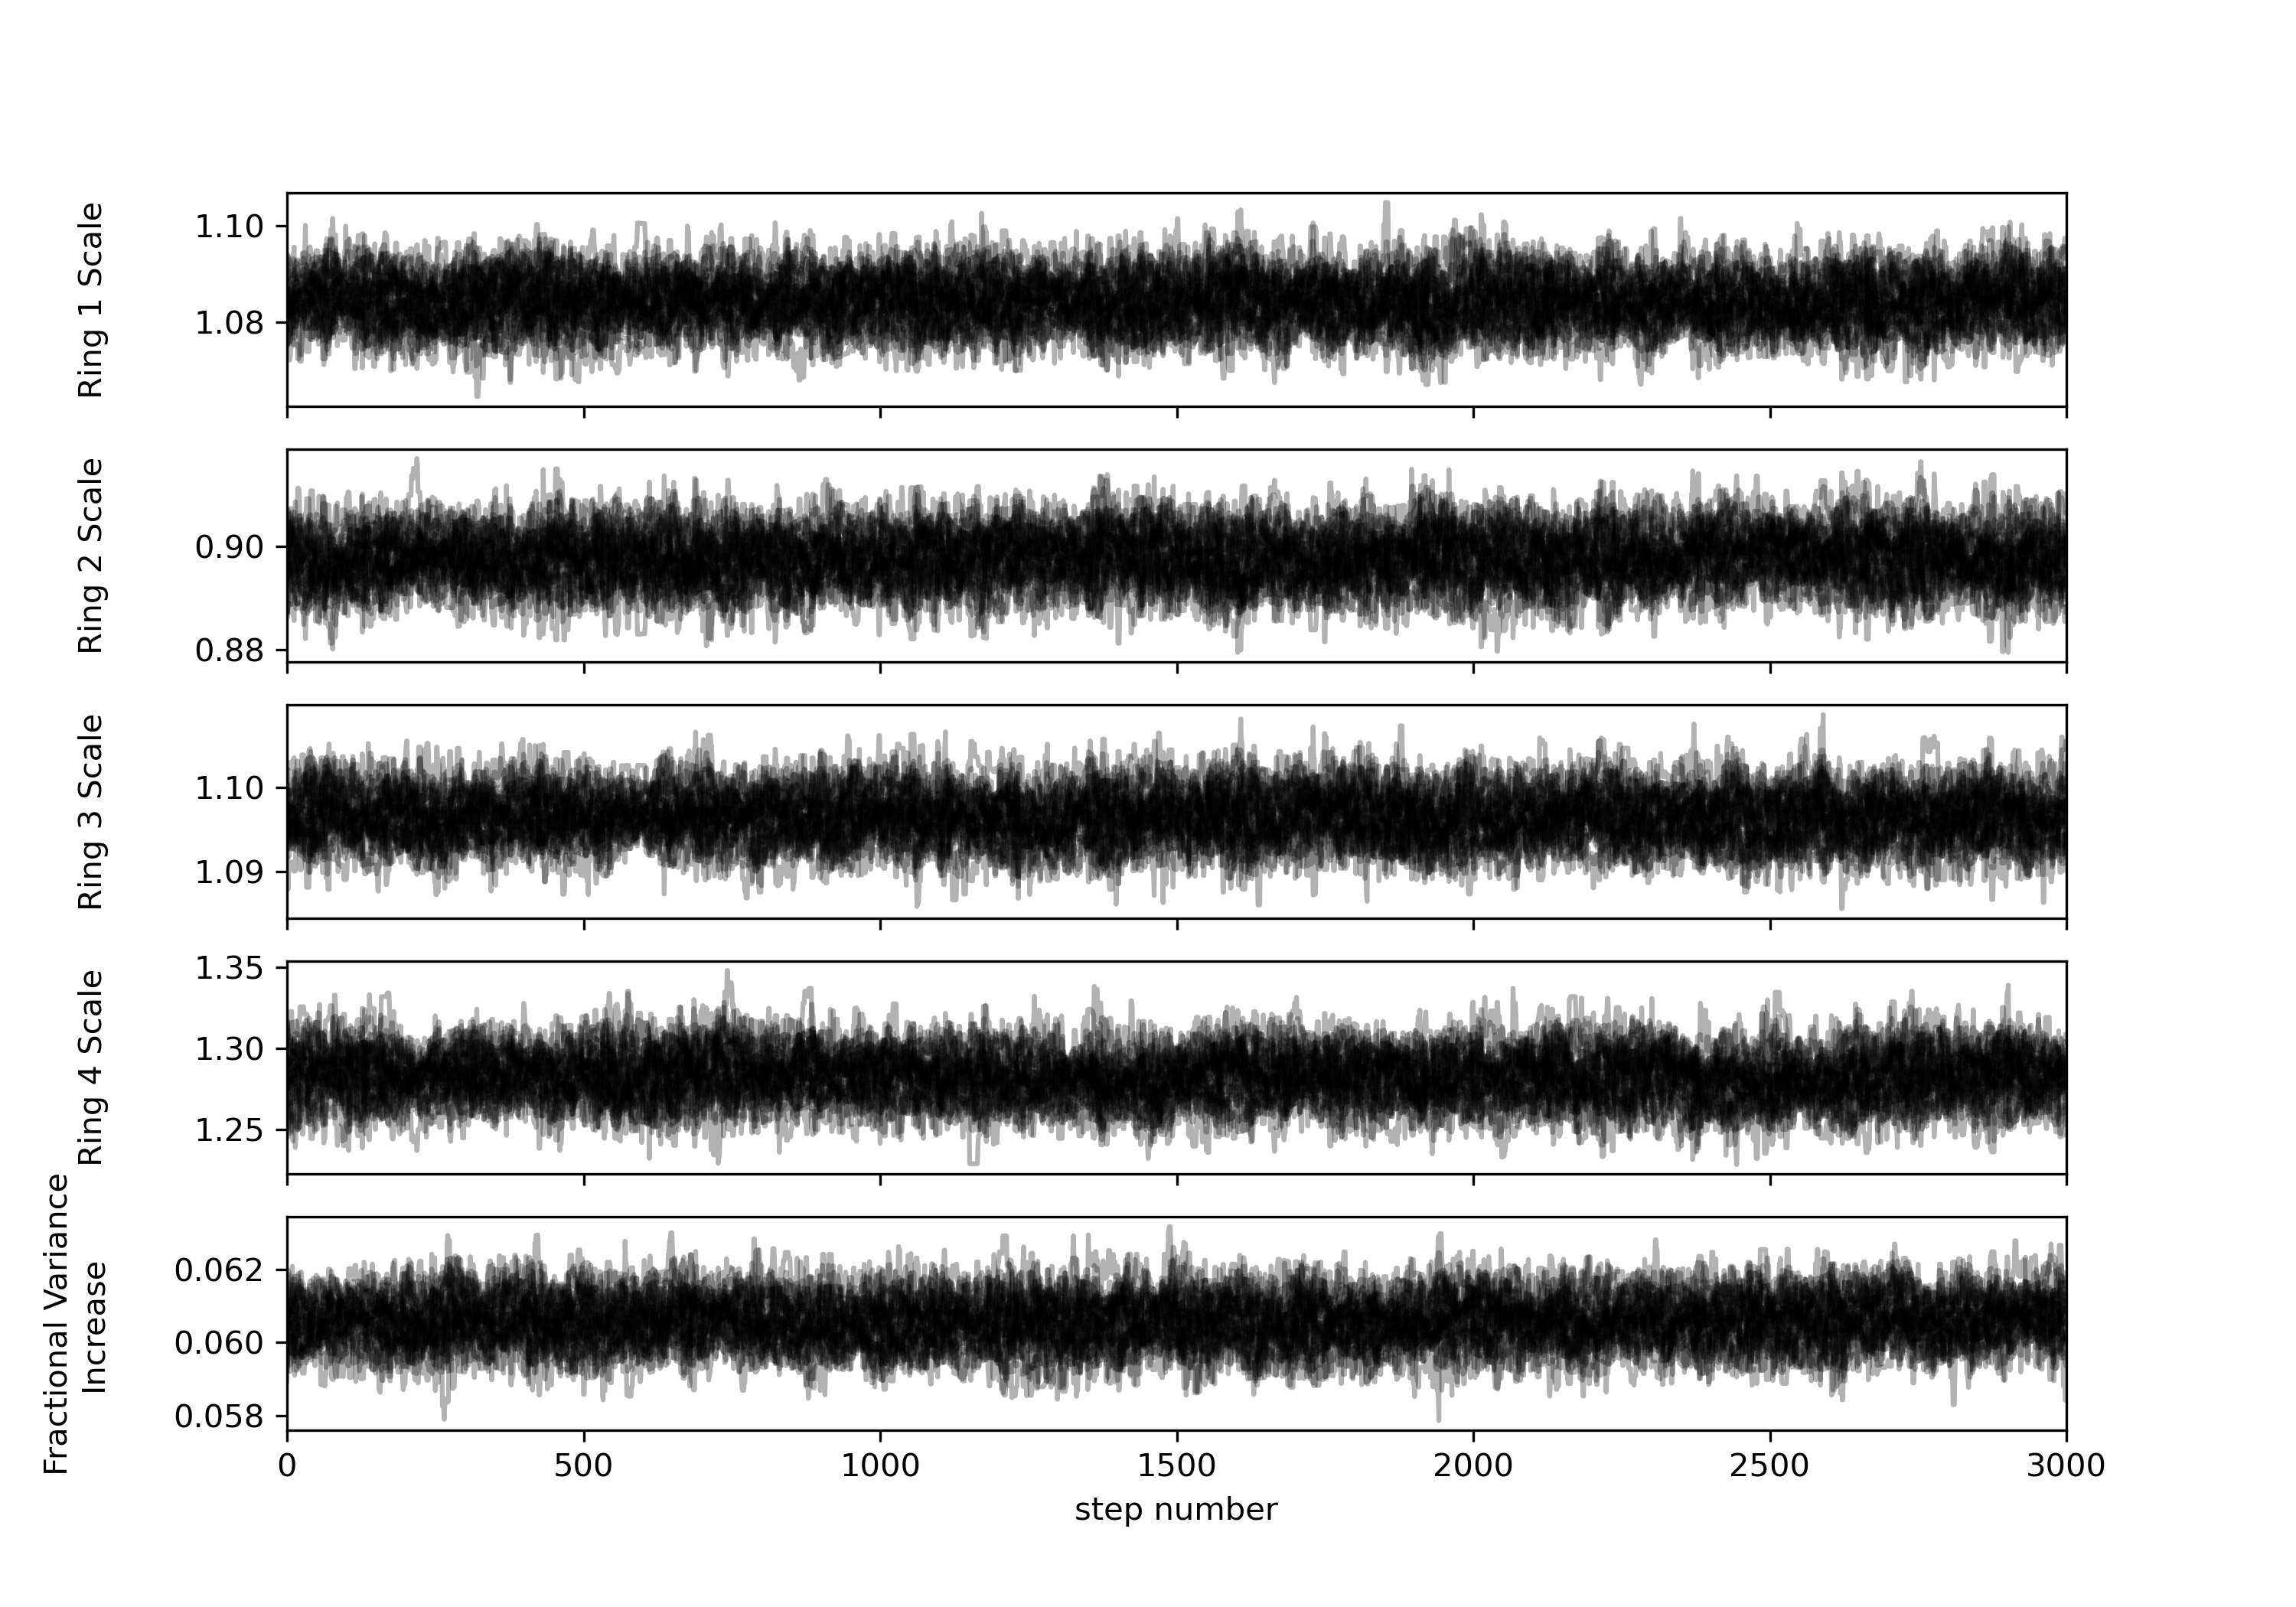 Ring 1 Scale
1.10
1.08
Ring 2 Scale
0.90
0.88
Ring 3 Scale
1.10
1.09
Ring 4 Scale
1.35
1.30
1.25
Fractional Variance
Increase
0.062
0.060
0.058
0 500 1000 1500 2000 2500 3000
step number